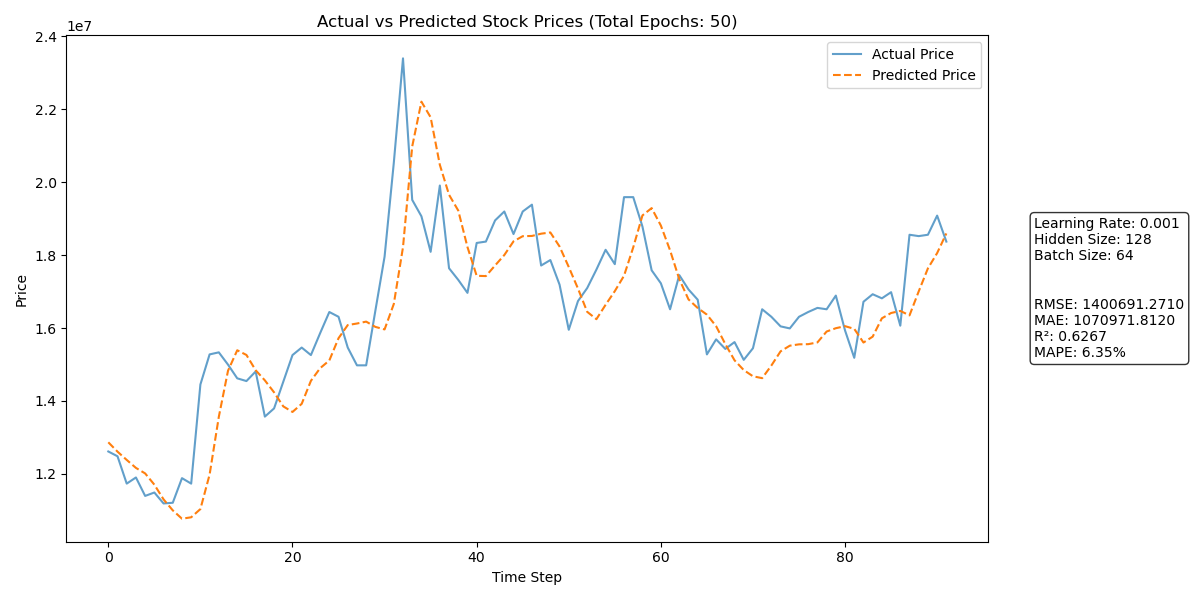 Actual vs Predicted Stock Prices (Total Epochs: 50)
1e7
2.4
2.2
2.0
1.8
1.6
1.4
1.2
Price
0 20 40 60 80
Time Step
Actual Price
Predicted Price
Learning Rate: 0.001
Hidden Size: 128
Batch Size: 64
RMSE: 1400691.2710
MAE: 1070971.8120
R²: 0.6267
MAPE: 6.35%